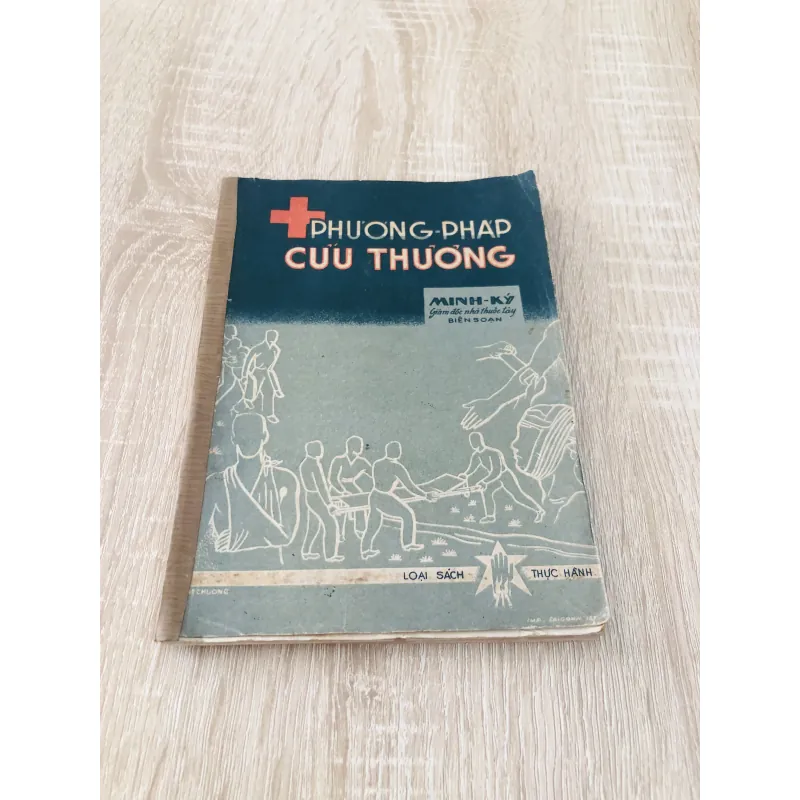 PHƯƠNG-PHÁP
CỨU THƯƠNG
MINH-KÝ
Giám đốc nhà thuốc tây
BIÊN SOẠN
LOẠI SÁCH THỰC HÀNH